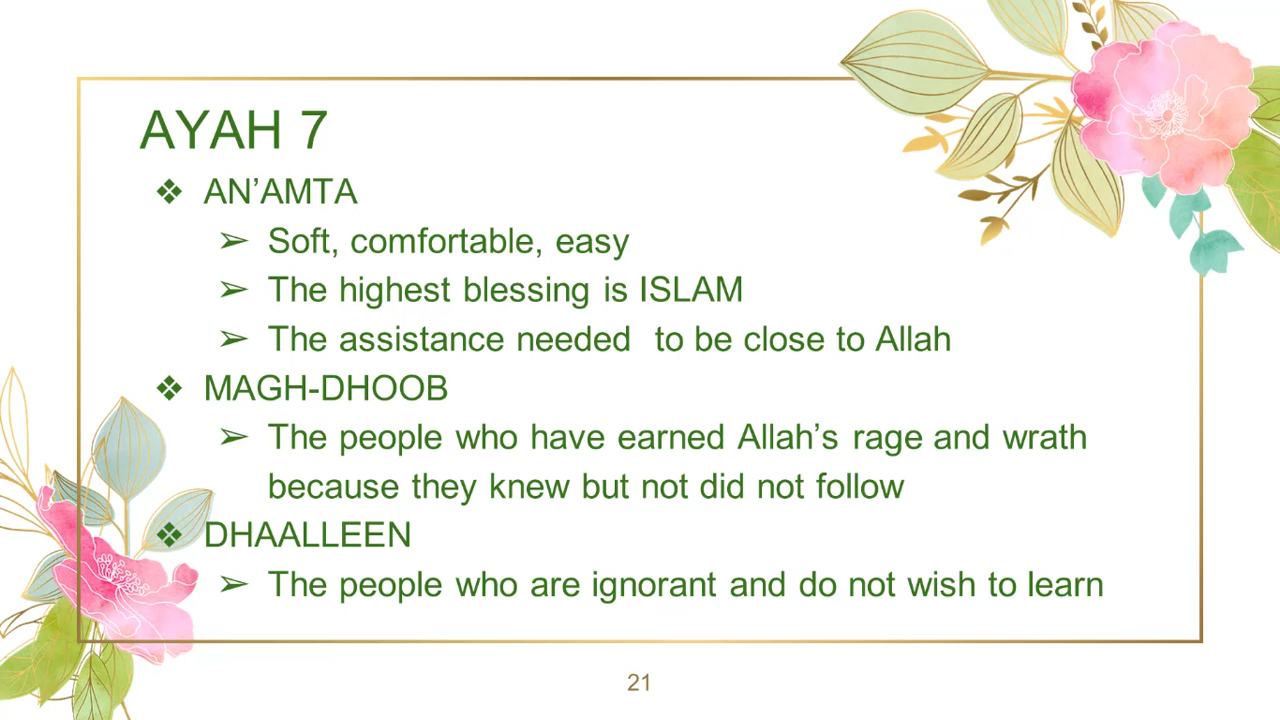 AYAH 7
❖ AN’AMTA
➢ Soft, comfortable, easy
➢ The highest blessing is ISLAM
➢ The assistance needed  to be close to Allah
❖ MAGH-DHOOB
➢ The people who have earned Allah’s rage and wrath
because they knew but not did not follow
❖ DHAALLEEN
➢ The people who are ignorant and do not wish to learn
21